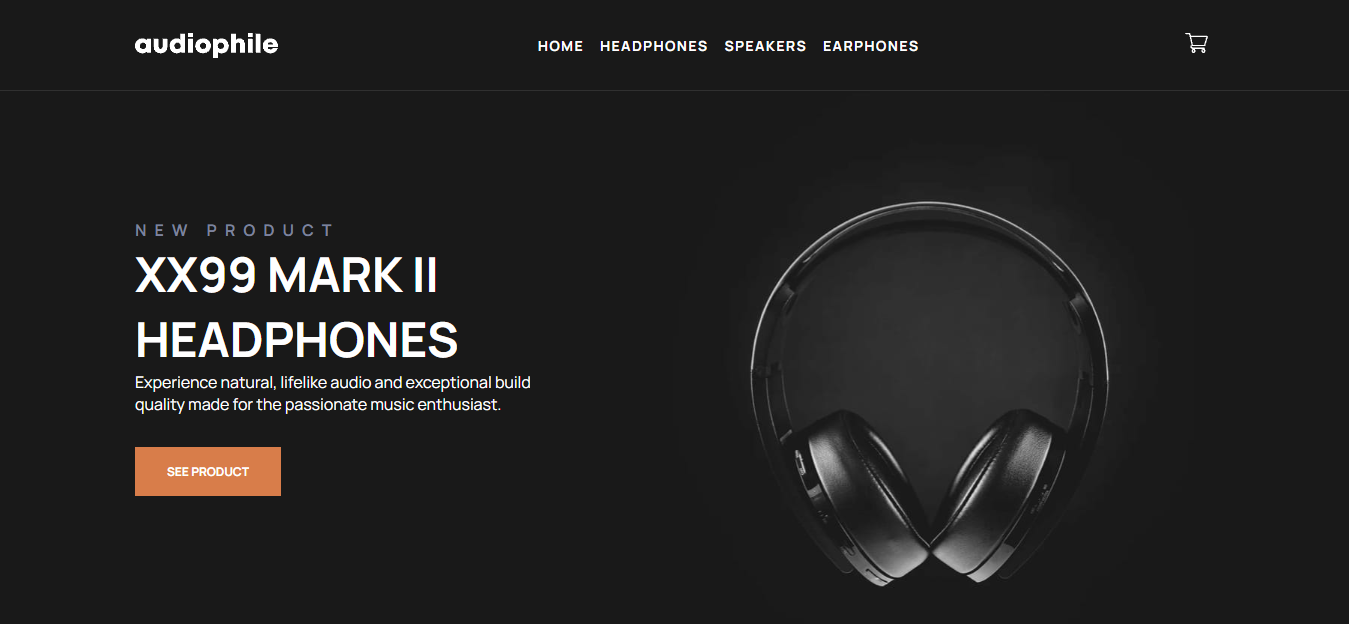 audiophile
HOME HEADPHONES SPEAKERS EARPHONES
NEW PRODUCT
XX99 MARK II
HEADPHONES
Experience natural, lifelike audio and exceptional build
quality made for the passionate music enthusiast.
SEE PRODUCT